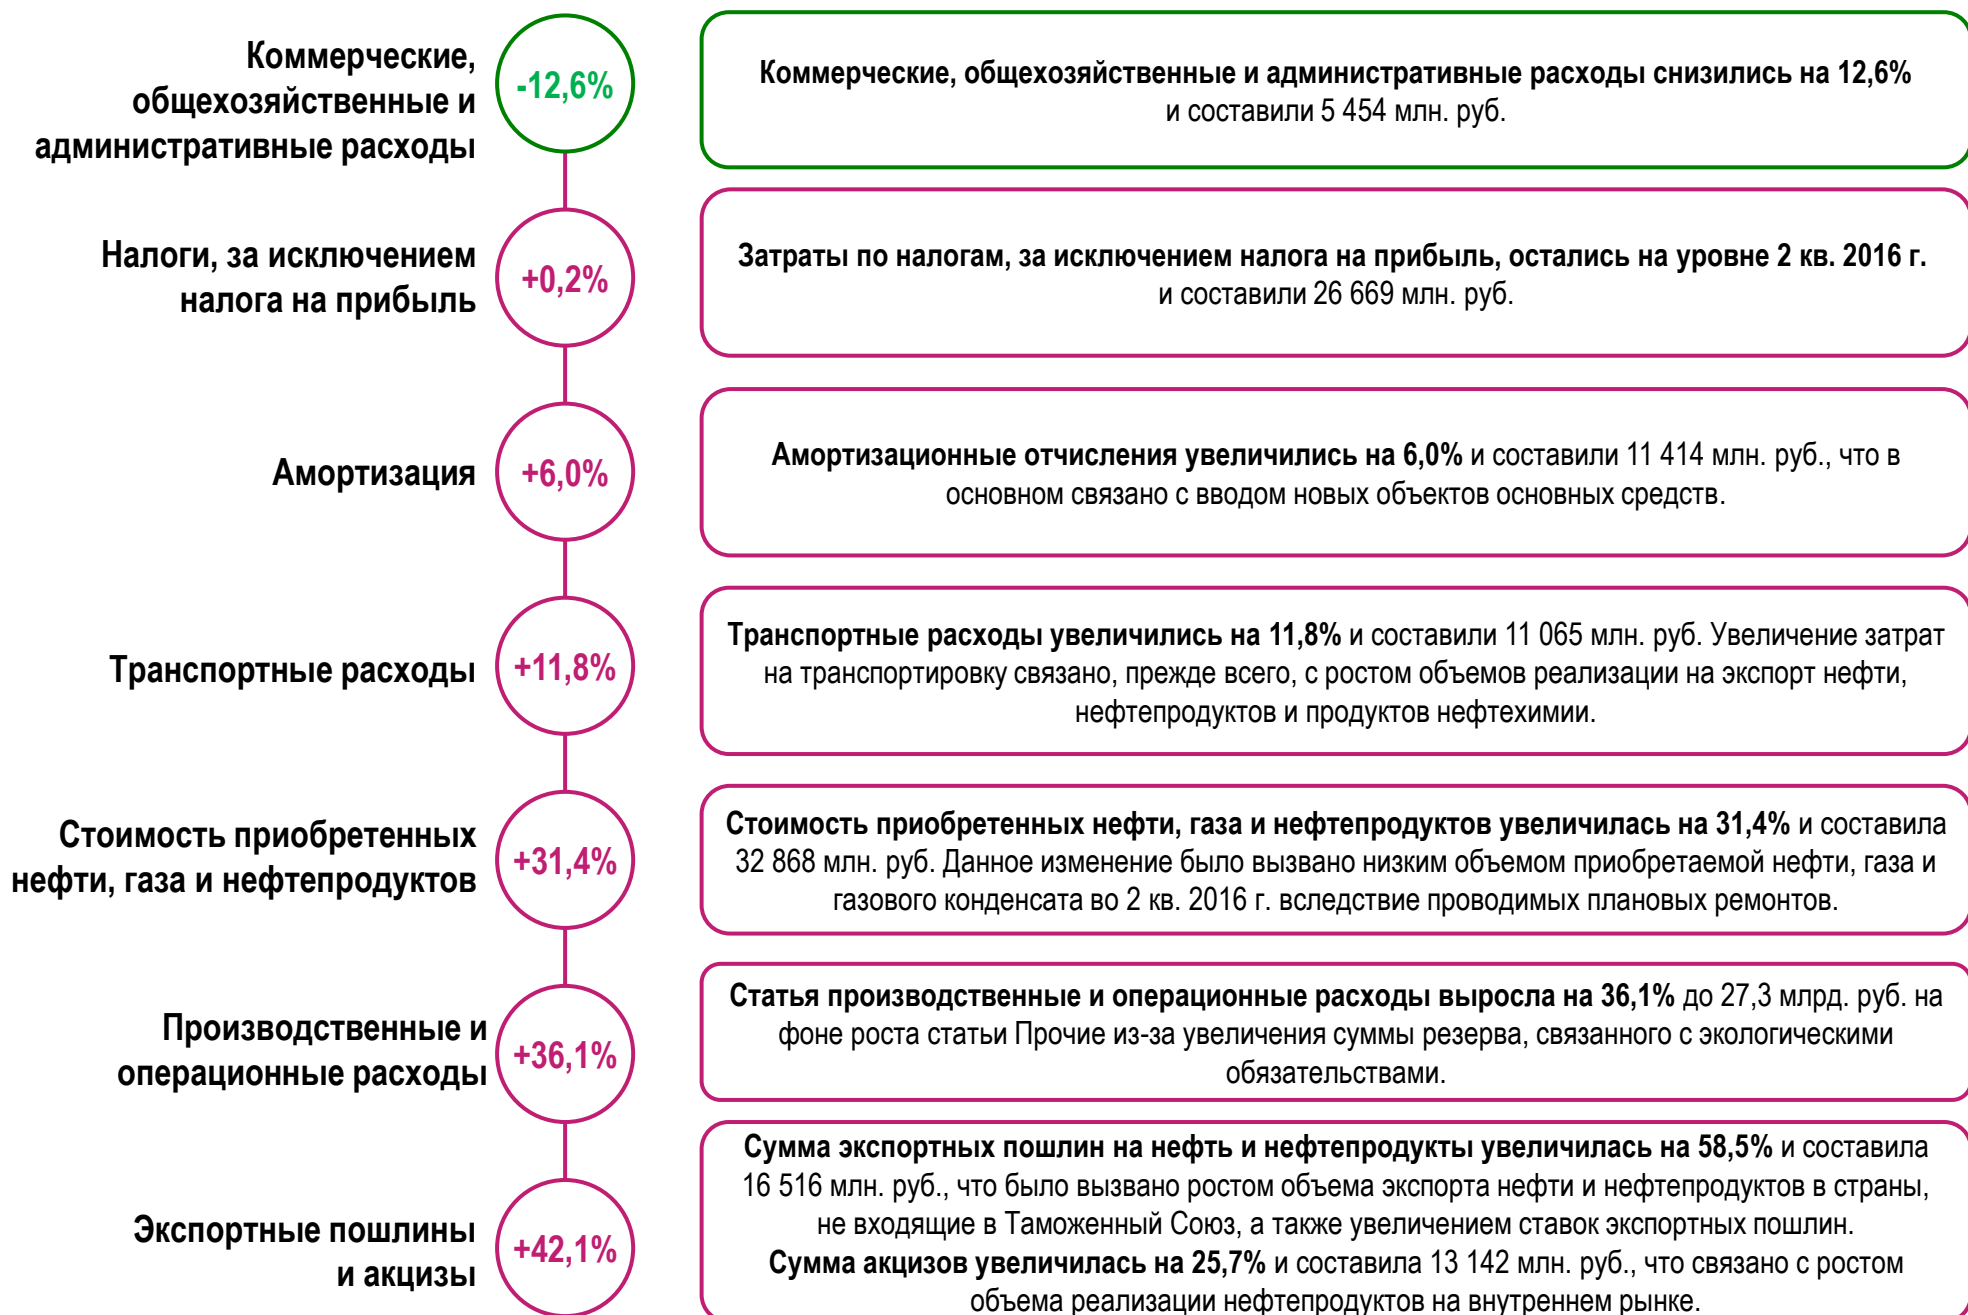 Коммерческие,
общехозяйственные и
административные расходы
-12,6%
Коммерческие, общехозяйственные и административные расходы снизились на 12,6%
и составили 5 454 млн. руб.
Налоги, за исключением
налога на прибыль
+0,2%
Затраты по налогам, за исключением налога на прибыль, остались на уровне 2 кв. 2016 г.
и составили 26 669 млн. руб.
Амортизация
+6,0%
Амортизационные отчисления увеличились на 6,0% и составили 11 414 млн. руб., что в
основном связано с вводом новых объектов основных средств.
Транспортные расходы
+11,8%
Транспортные расходы увеличились на 11,8% и составили 11 065 млн. руб. Увеличение затрат
на транспортировку связано, прежде всего, с ростом объемов реализации на экспорт нефти,
нефтепродуктов и продуктов нефтехимии.
Стоимость приобретенных
нефти, газа и нефтепродуктов
+31,4%
Стоимость приобретенных нефти, газа и нефтепродуктов увеличилась на 31,4% и составила
32 868 млн. руб. Данное изменение было вызвано низким объемом приобретаемой нефти, газа и
газового конденсата во 2 кв. 2016 г. вследствие проводимых плановых ремонтов.
Производственные и
операционные расходы
+36,1%
Статья производственные и операционные расходы выросла на 36,1% до 27,3 млрд. руб. на
фоне роста статьи Прочие из-за увеличения суммы резерва, связанного с экологическими
обязательствами.
Экспортные пошлины
и акцизы
+42,1%
Сумма экспортных пошлин на нефть и нефтепродукты увеличилась на 58,5% и составила
16 516 млн. руб., что было вызвано ростом объема экспорта нефти и нефтепродуктов в страны,
не входящие в Таможенный Союз, а также увеличением ставок экспортных пошлин.
Сумма акцизов увеличилась на 25,7% и составила 13 142 млн. руб., что связано с ростом
объема реализации нефтепродуктов на внутреннем рынке.